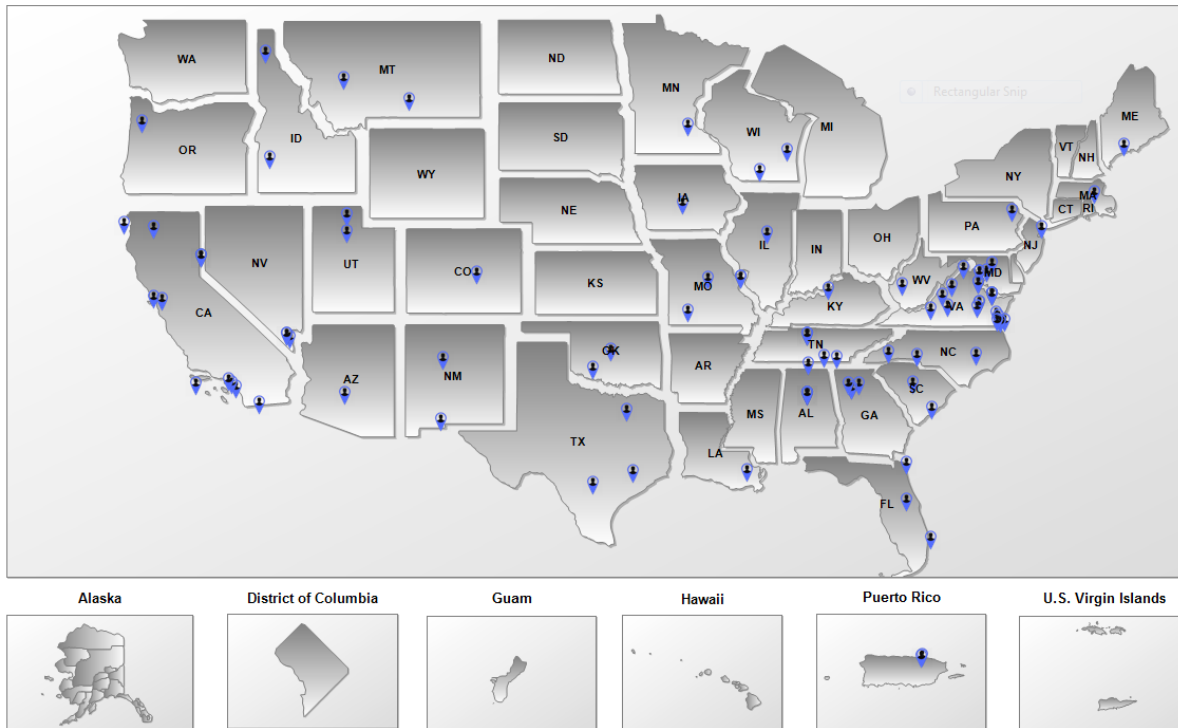 WA
MT
ND
MN
Rectangular Snip
ME
OR
ID
SD
WI
MI
VT
NH
NY
WY
IA
MA
RI
CT
NE
PA
NJ
NV
UT
CO
IL
IN
OH
WV
MD
KS
MO
KY
VA
CA
TN
NC
OK
AR
AZ
NM
SC
MS
AL
GA
TX
LA
FL
Alaska
District of Columbia
Guam
Hawaii
Puerto Rico
U.S. Virgin Islands